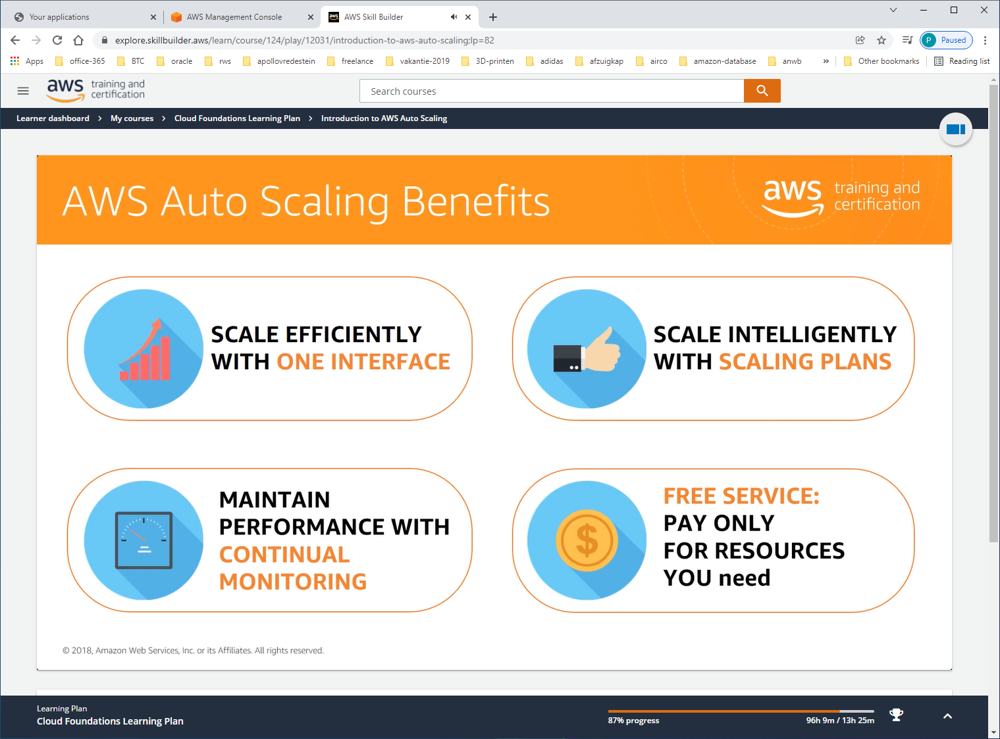 Your applications
AWS Management Console
AWS Skill Builder
explore.skillbuilder.aws/learn/course/124/play/12031/introduction-to-aws-auto-scaling;lp=82
P Paused
Apps office-365 BTC oracle rws apollovredestein freelance vakantie-2019 3D-printen adidas afzuigkap airco amazon-database anwb » Other bookmarks Reading list
aws training and
certification
Search courses
Learner dashboard > My courses > Cloud Foundations Learning Plan > Introduction to AWS Auto Scaling
AWS Auto Scaling Benefits
aws training and
certification
SCALE EFFICIENTLY
WITH ONE INTERFACE
SCALE INTELLIGENTLY
WITH SCALING PLANS
MAINTAIN
PERFORMANCE WITH
CONTINUAL
MONITORING
$
FREE SERVICE:
PAY ONLY
FOR RESOURCES
YOU need
© 2018, Amazon Web Services, Inc. or its Affiliates. All rights reserved.
Learning Plan
Cloud Foundations Learning Plan
87% progress
96h 9m / 13h 25m